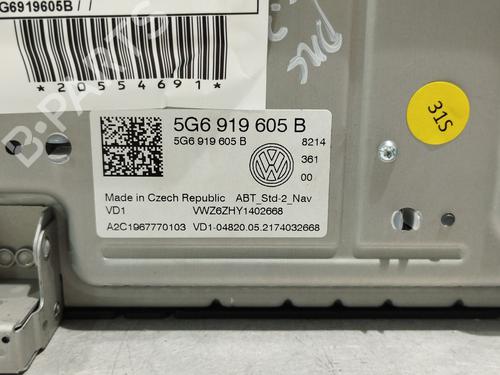 G6919605B / /
*20554691*
B-PARTS
31S
5G6 919 605 B
5G6 919 605 B
8214
361
00
Made in Czech Republic ABT_Std-2_Nav
VD1 VWZ6ZHY1402668
A2C1967770103 VD1-04820.05.2174032668